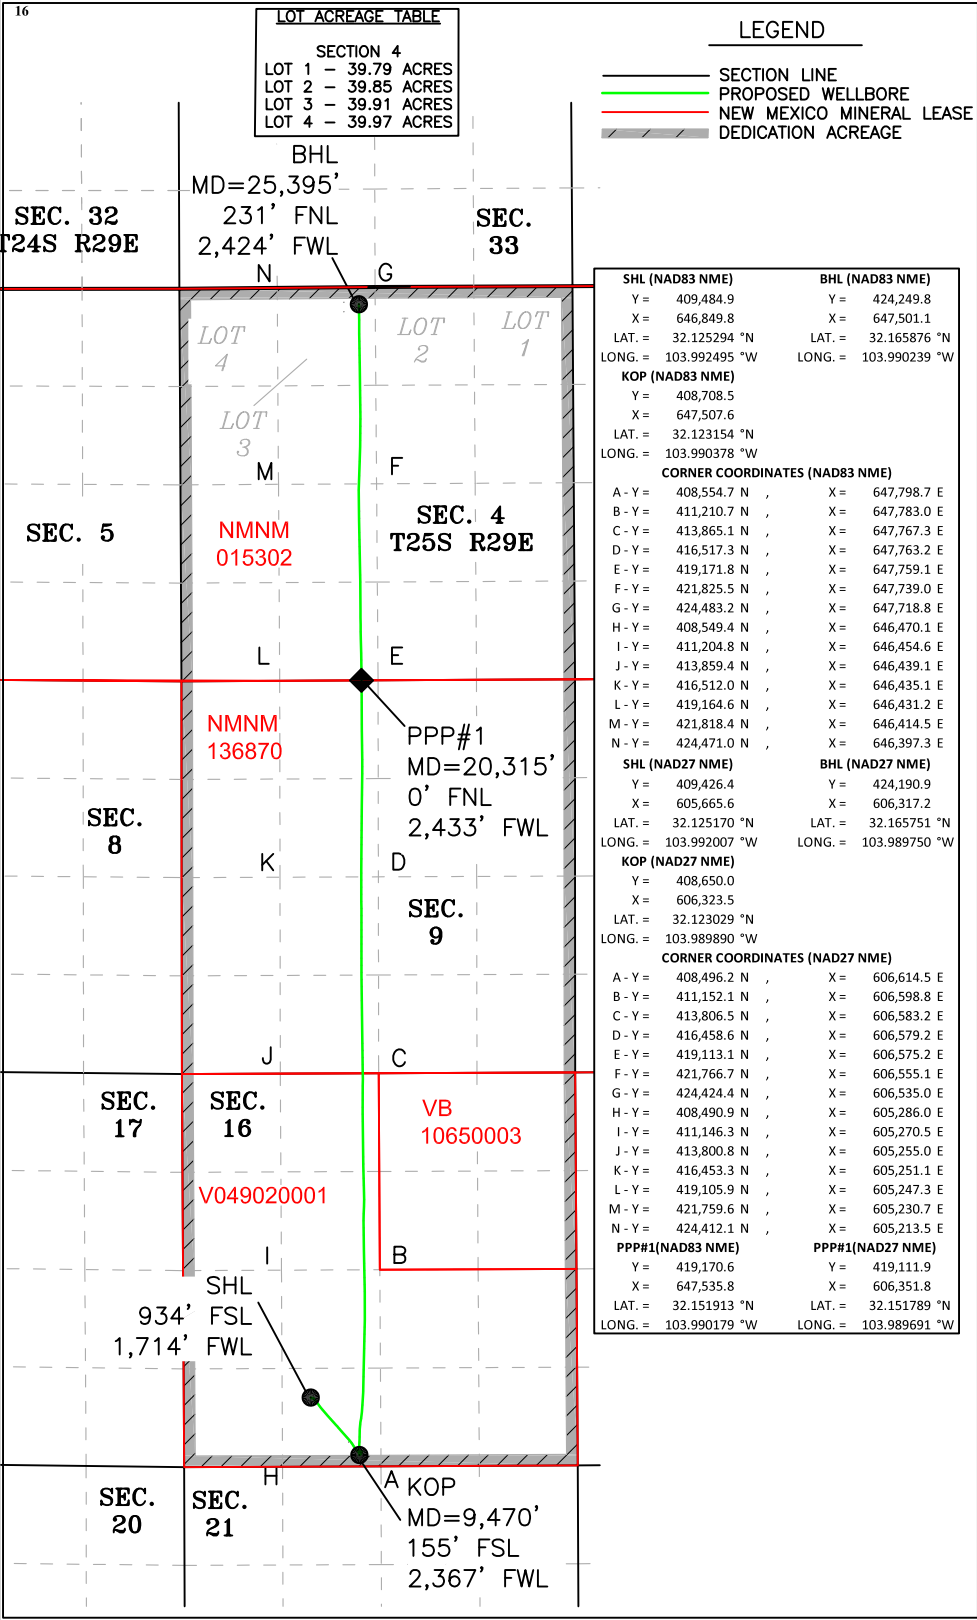 16
LOT ACREAGE TABLE
SECTION 4
LOT 1 - 39.79 ACRES
LOT 2 - 39.85 ACRES
LOT 3 - 39.91 ACRES
LOT 4 - 39.97 ACRES
LEGEND
SECTION LINE
PROPOSED WELLBORE
NEW MEXICO MINERAL LEASE
DEDICATION ACREAGE
BHL
MD=25,395'
231' FNL
2,424' FWL
SEC. 32
T24S R29E
SEC.
33
N
G
LOT
4
LOT
3
LOT
2
LOT
1
M
F
SEC. 5
NMNM
015302
SEC. 4
T25S R29E
L
E
NMNM
136870
PPP#1
MD=20,315'
0' FNL
2,433' FWL
SEC.
8
K
D
SEC.
9
J
C
SEC.
17
SEC.
16
VB
10650003
V049020001
I
B
SHL
934' FSL
1,714' FWL
H
A
KOP
MD=9,470'
155' FSL
2,367' FWL
SEC.
20
SEC.
21
SHL (NAD83 NME) BHL (NAD83 NME)
Y = 409,484.9 Y = 424,249.8
X = 646,849.8 X = 647,501.1
LAT. = 32.125294 °N LAT. = 32.165876 °N
LONG. = 103.992495 °W LONG. = 103.990239 °W
KOP (NAD83 NME)
Y = 408,708.5
X = 647,507.6
LAT. = 32.123154 °N
LONG. = 103.990378 °W
CORNER COORDINATES (NAD83 NME)
A - Y = 408,554.7 N , X = 647,798.7 E
B - Y = 411,210.7 N , X = 647,783.0 E
C - Y = 413,865.1 N , X = 647,767.3 E
D - Y = 416,517.3 N , X = 647,763.2 E
E - Y = 419,171.8 N , X = 647,759.1 E
F - Y = 421,825.5 N , X = 647,739.0 E
G - Y = 424,483.2 N , X = 647,718.8 E
H - Y = 408,549.4 N , X = 646,470.1 E
I - Y = 411,204.8 N , X = 646,454.6 E
J - Y = 413,859.4 N , X = 646,439.1 E
K - Y = 416,512.0 N , X = 646,435.1 E
L - Y = 419,164.6 N , X = 646,431.2 E
M - Y = 421,818.4 N , X = 646,414.5 E
N - Y = 424,471.0 N , X = 646,397.3 E
SHL (NAD27 NME) BHL (NAD27 NME)
Y = 409,426.4 Y = 424,190.9
X = 605,665.6 X = 606,317.2
LAT. = 32.125170 °N LAT. = 32.165751 °N
LONG. = 103.992007 °W LONG. = 103.989750 °W
KOP (NAD27 NME)
Y = 408,650.0
X = 606,323.5
LAT. = 32.123029 °N
LONG. = 103.989890 °W
CORNER COORDINATES (NAD27 NME)
A - Y = 408,496.2 N , X = 606,614.5 E
B - Y = 411,152.1 N , X = 606,598.8 E
C - Y = 413,806.5 N , X = 606,583.2 E
D - Y = 416,458.6 N , X = 606,579.2 E
E - Y = 419,113.1 N , X = 606,575.2 E
F - Y = 421,766.7 N , X = 606,555.1 E
G - Y = 424,424.4 N , X = 606,535.0 E
H - Y = 408,490.9 N , X = 605,286.0 E
I - Y = 411,146.3 N , X = 605,270.5 E
J - Y = 413,800.8 N , X = 605,255.0 E
K - Y = 416,453.3 N , X = 605,251.1 E
L - Y = 419,105.9 N , X = 605,247.3 E
M - Y = 421,759.6 N , X = 605,230.7 E
N - Y = 424,412.1 N , X = 605,213.5 E
PPP#1(NAD83 NME) PPP#1(NAD27 NME)
Y = 419,170.6 Y = 419,111.9
X = 647,535.8 X = 606,351.8
LAT. = 32.151913 °N LAT. = 32.151789 °N
LONG. = 103.990179 °W LONG. = 103.989691 °W